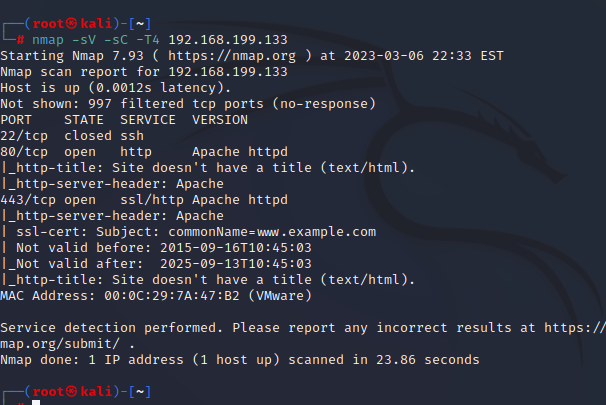 ┌──(root㉿kali)-[~]
└─# nmap -sV -sC -T4 192.168.199.133
Starting Nmap 7.93 ( https://nmap.org ) at 2023-03-06 22:33 EST
Nmap scan report for 192.168.199.133
Host is up (0.0012s latency).
Not shown: 997 filtered tcp ports (no-response)
PORT    STATE  SERVICE  VERSION
22/tcp  closed ssh
80/tcp  open   http     Apache httpd
|_http-title: Site doesn't have a title (text/html).
|_http-server-header: Apache
443/tcp open   ssl/http Apache httpd
|_http-server-header: Apache
| ssl-cert: Subject: commonName=www.example.com
| Not valid before: 2015-09-16T10:45:03
|_Not valid after:  2025-09-13T10:45:03
|_http-title: Site doesn't have a title (text/html).
MAC Address: 00:0C:29:7A:47:B2 (VMware)
Service detection performed. Please report any incorrect results at https://
map.org/submit/ .
Nmap done: 1 IP address (1 host up) scanned in 23.86 seconds
┌──(root㉿kali)-[~]
└─#